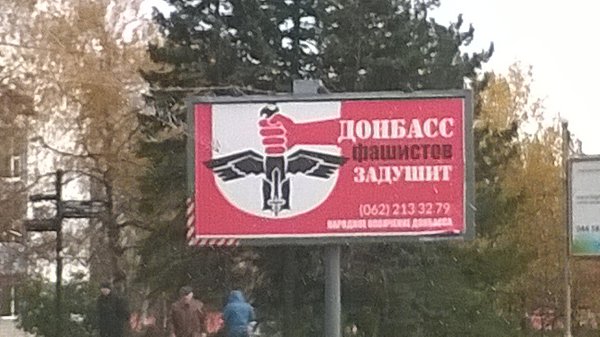 ДОНБАСС
фашистов
ЗАДУШИТ
(062) 213 32 79
НАРОДНОЕ ОПОЛЧЕНИЕ ДОНБАССА